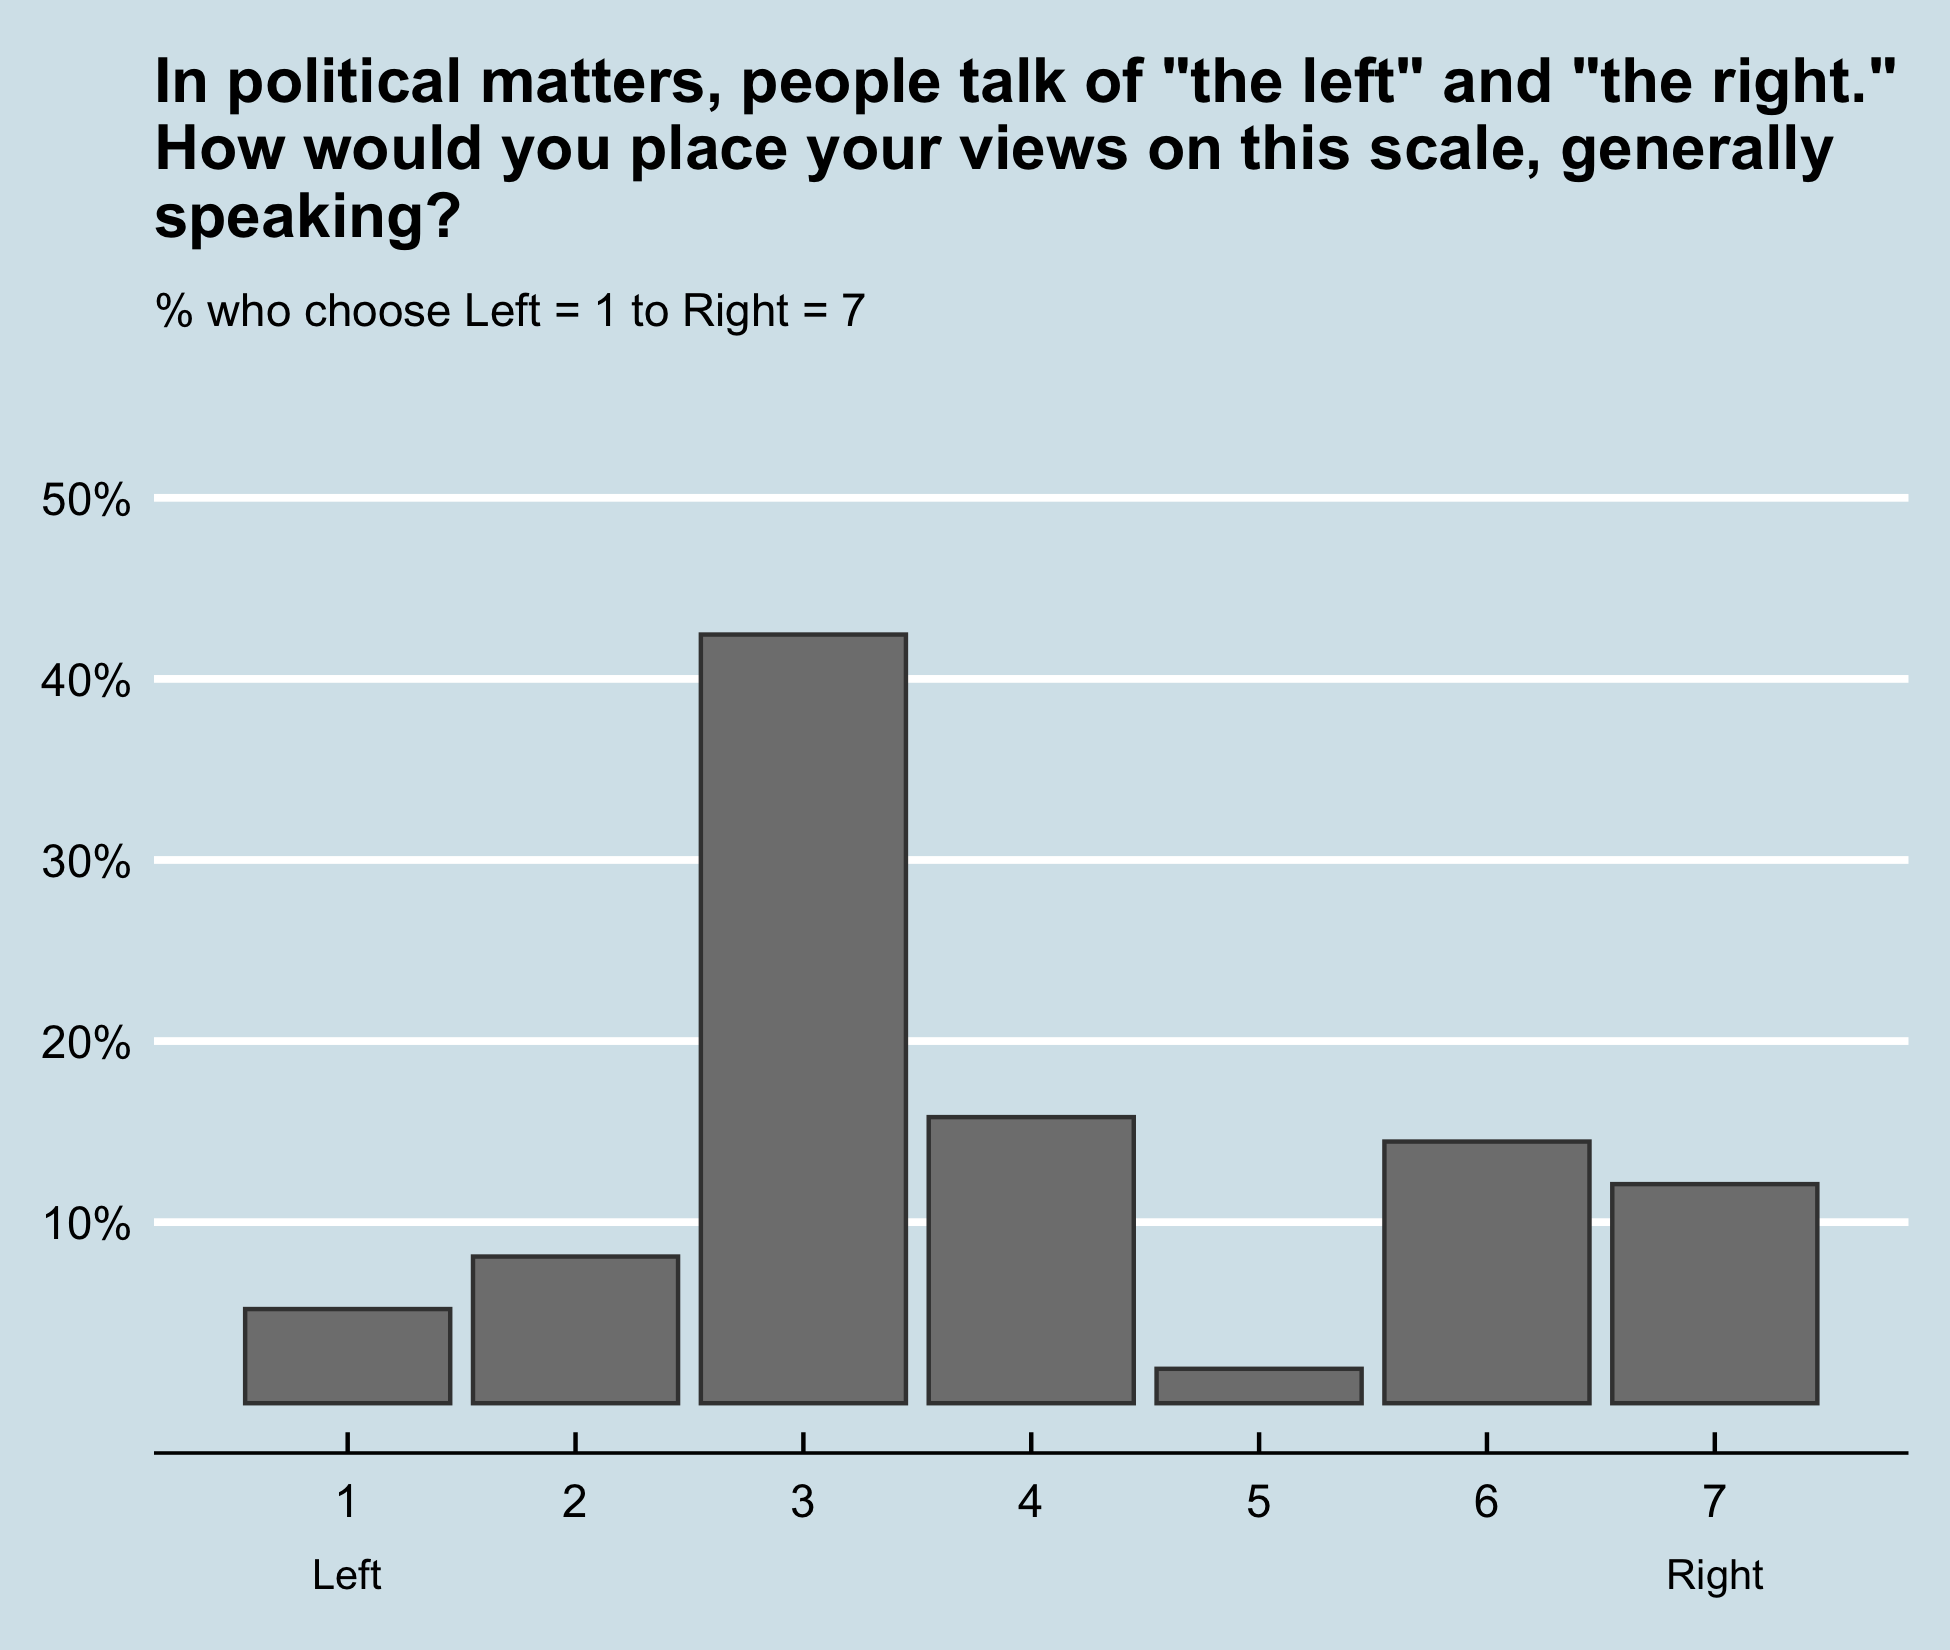 In political matters, people talk of "the left" and "the right."
How would you place your views on this scale, generally
speaking?
% who choose Left = 1 to Right = 7
50%
40%
30%
20%
10%
1 2 3 4 5 6 7
Left Right